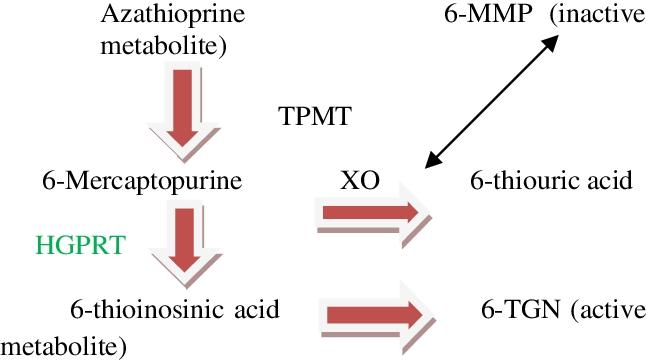 Azathioprine 6-MMP (inactive
metabolite)
TPMT
6-Mercaptopurine XO 6-thiouric acid
HGPRT
6-thioinosinic acid 6-TGN (active
metabolite)